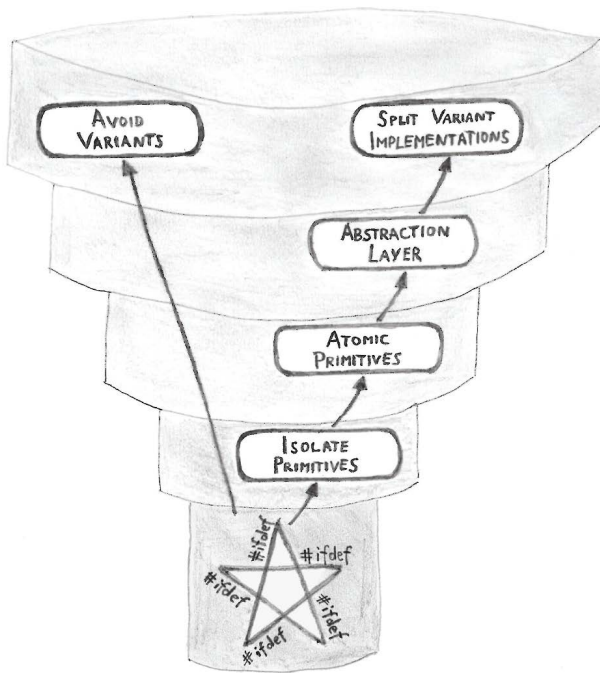 AVOID
VARIANTS
SPLIT VARIANT
IMPLEMENTATIONS
ABSTRACTION
LAYER
ATOMIC
PRIMITIVES
ISOLATE
PRIMITIVES
#ifdef
#ifdef
#ifdef
#ifdef
#ifdef